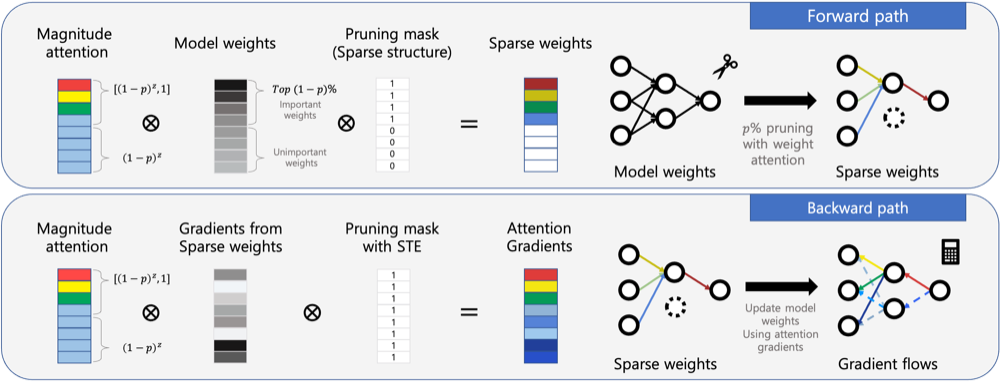 Forward path
Magnitude
attention
Model weights
Pruning mask
(Sparse structure)
Sparse weights
[(1 − p)^z, 1]
(1 − p)^z
Top (1 − p)%
Important
weights
Unimportant
weights
⊗
⊗
=
1
1
1
1
0
0
0
0
Model weights
p% pruning
with weight
attention
Sparse weights
Backward path
Magnitude
attention
Gradients from
Sparse weights
Pruning mask
with STE
Attention
Gradients
[(1 − p)^z, 1]
(1 − p)^z
⊗
⊗
=
1
1
1
1
1
1
1
1
Sparse weights
Update model
weights
Using attention
gradients
Gradient flows